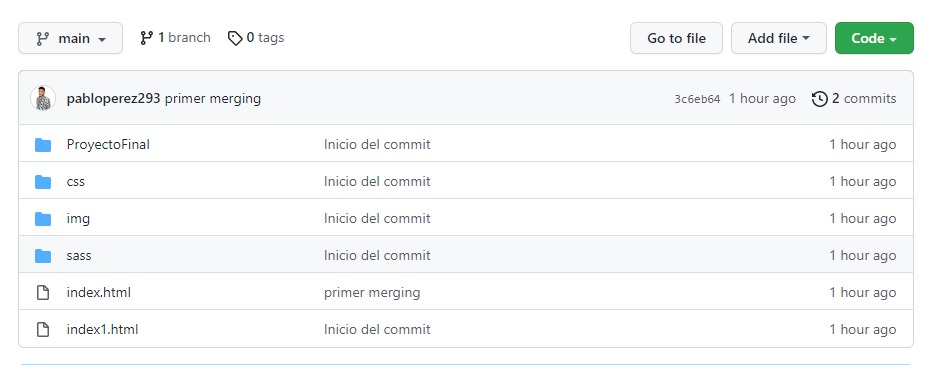 main 1 branch 0 tags Go to file Add file Code
pabloperez293 primer merging 3c6eb64 1 hour ago 2 commits
ProyectoFinal Inicio del commit 1 hour ago
css Inicio del commit 1 hour ago
img Inicio del commit 1 hour ago
sass Inicio del commit 1 hour ago
index.html primer merging 1 hour ago
index1.html Inicio del commit 1 hour ago